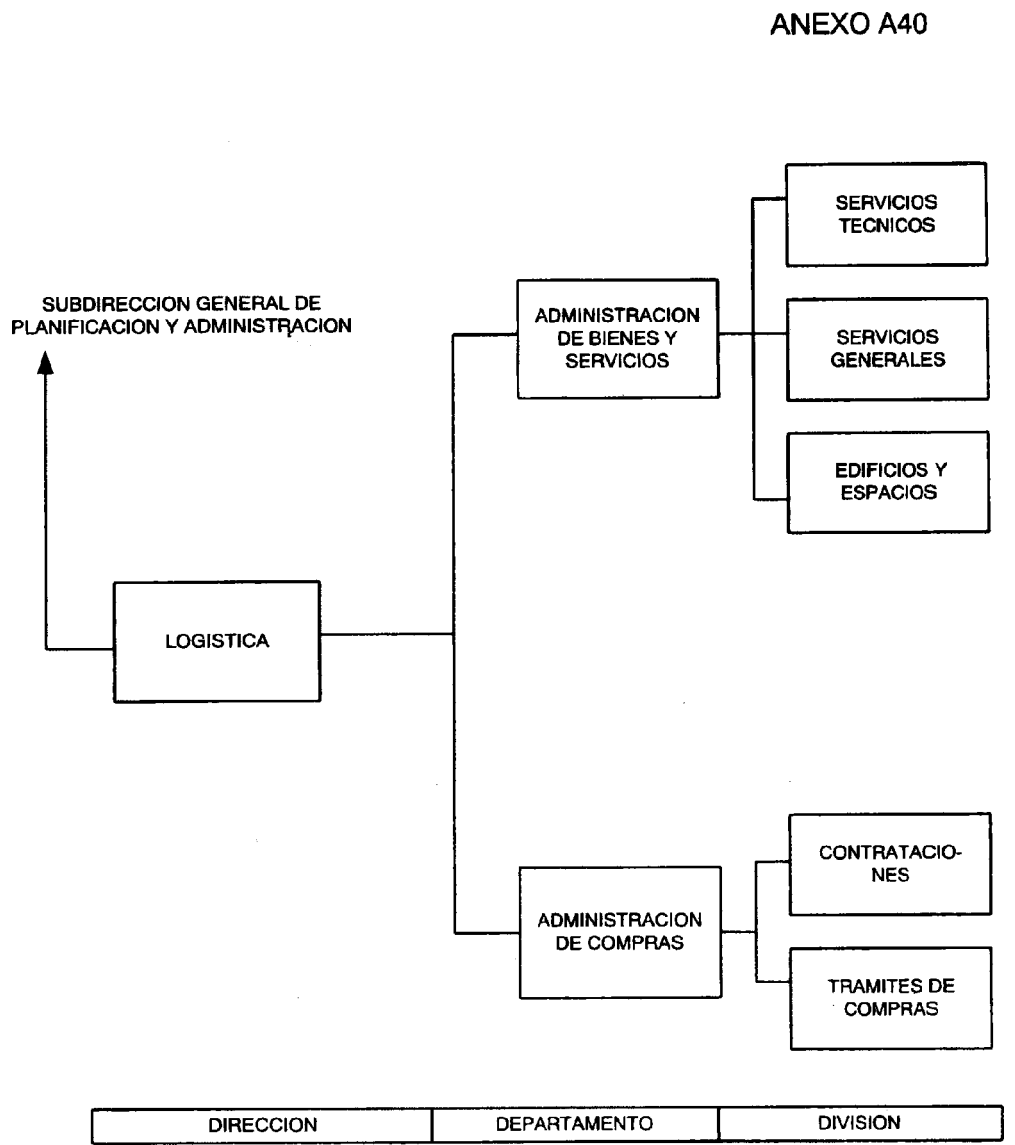 ANEXO A40
SUBDIRECCION GENERAL DE
PLANIFICACION Y ADMINISTRACION
LOGISTICA
ADMINISTRACION
DE BIENES Y
SERVICIOS
SERVICIOS
TECNICOS
SERVICIOS
GENERALES
EDIFICIOS Y
ESPACIOS
ADMINISTRACION
DE COMPRAS
CONTRATACIO-
NES
TRAMITES DE
COMPRAS
DIRECCION
DEPARTAMENTO
DIVISION